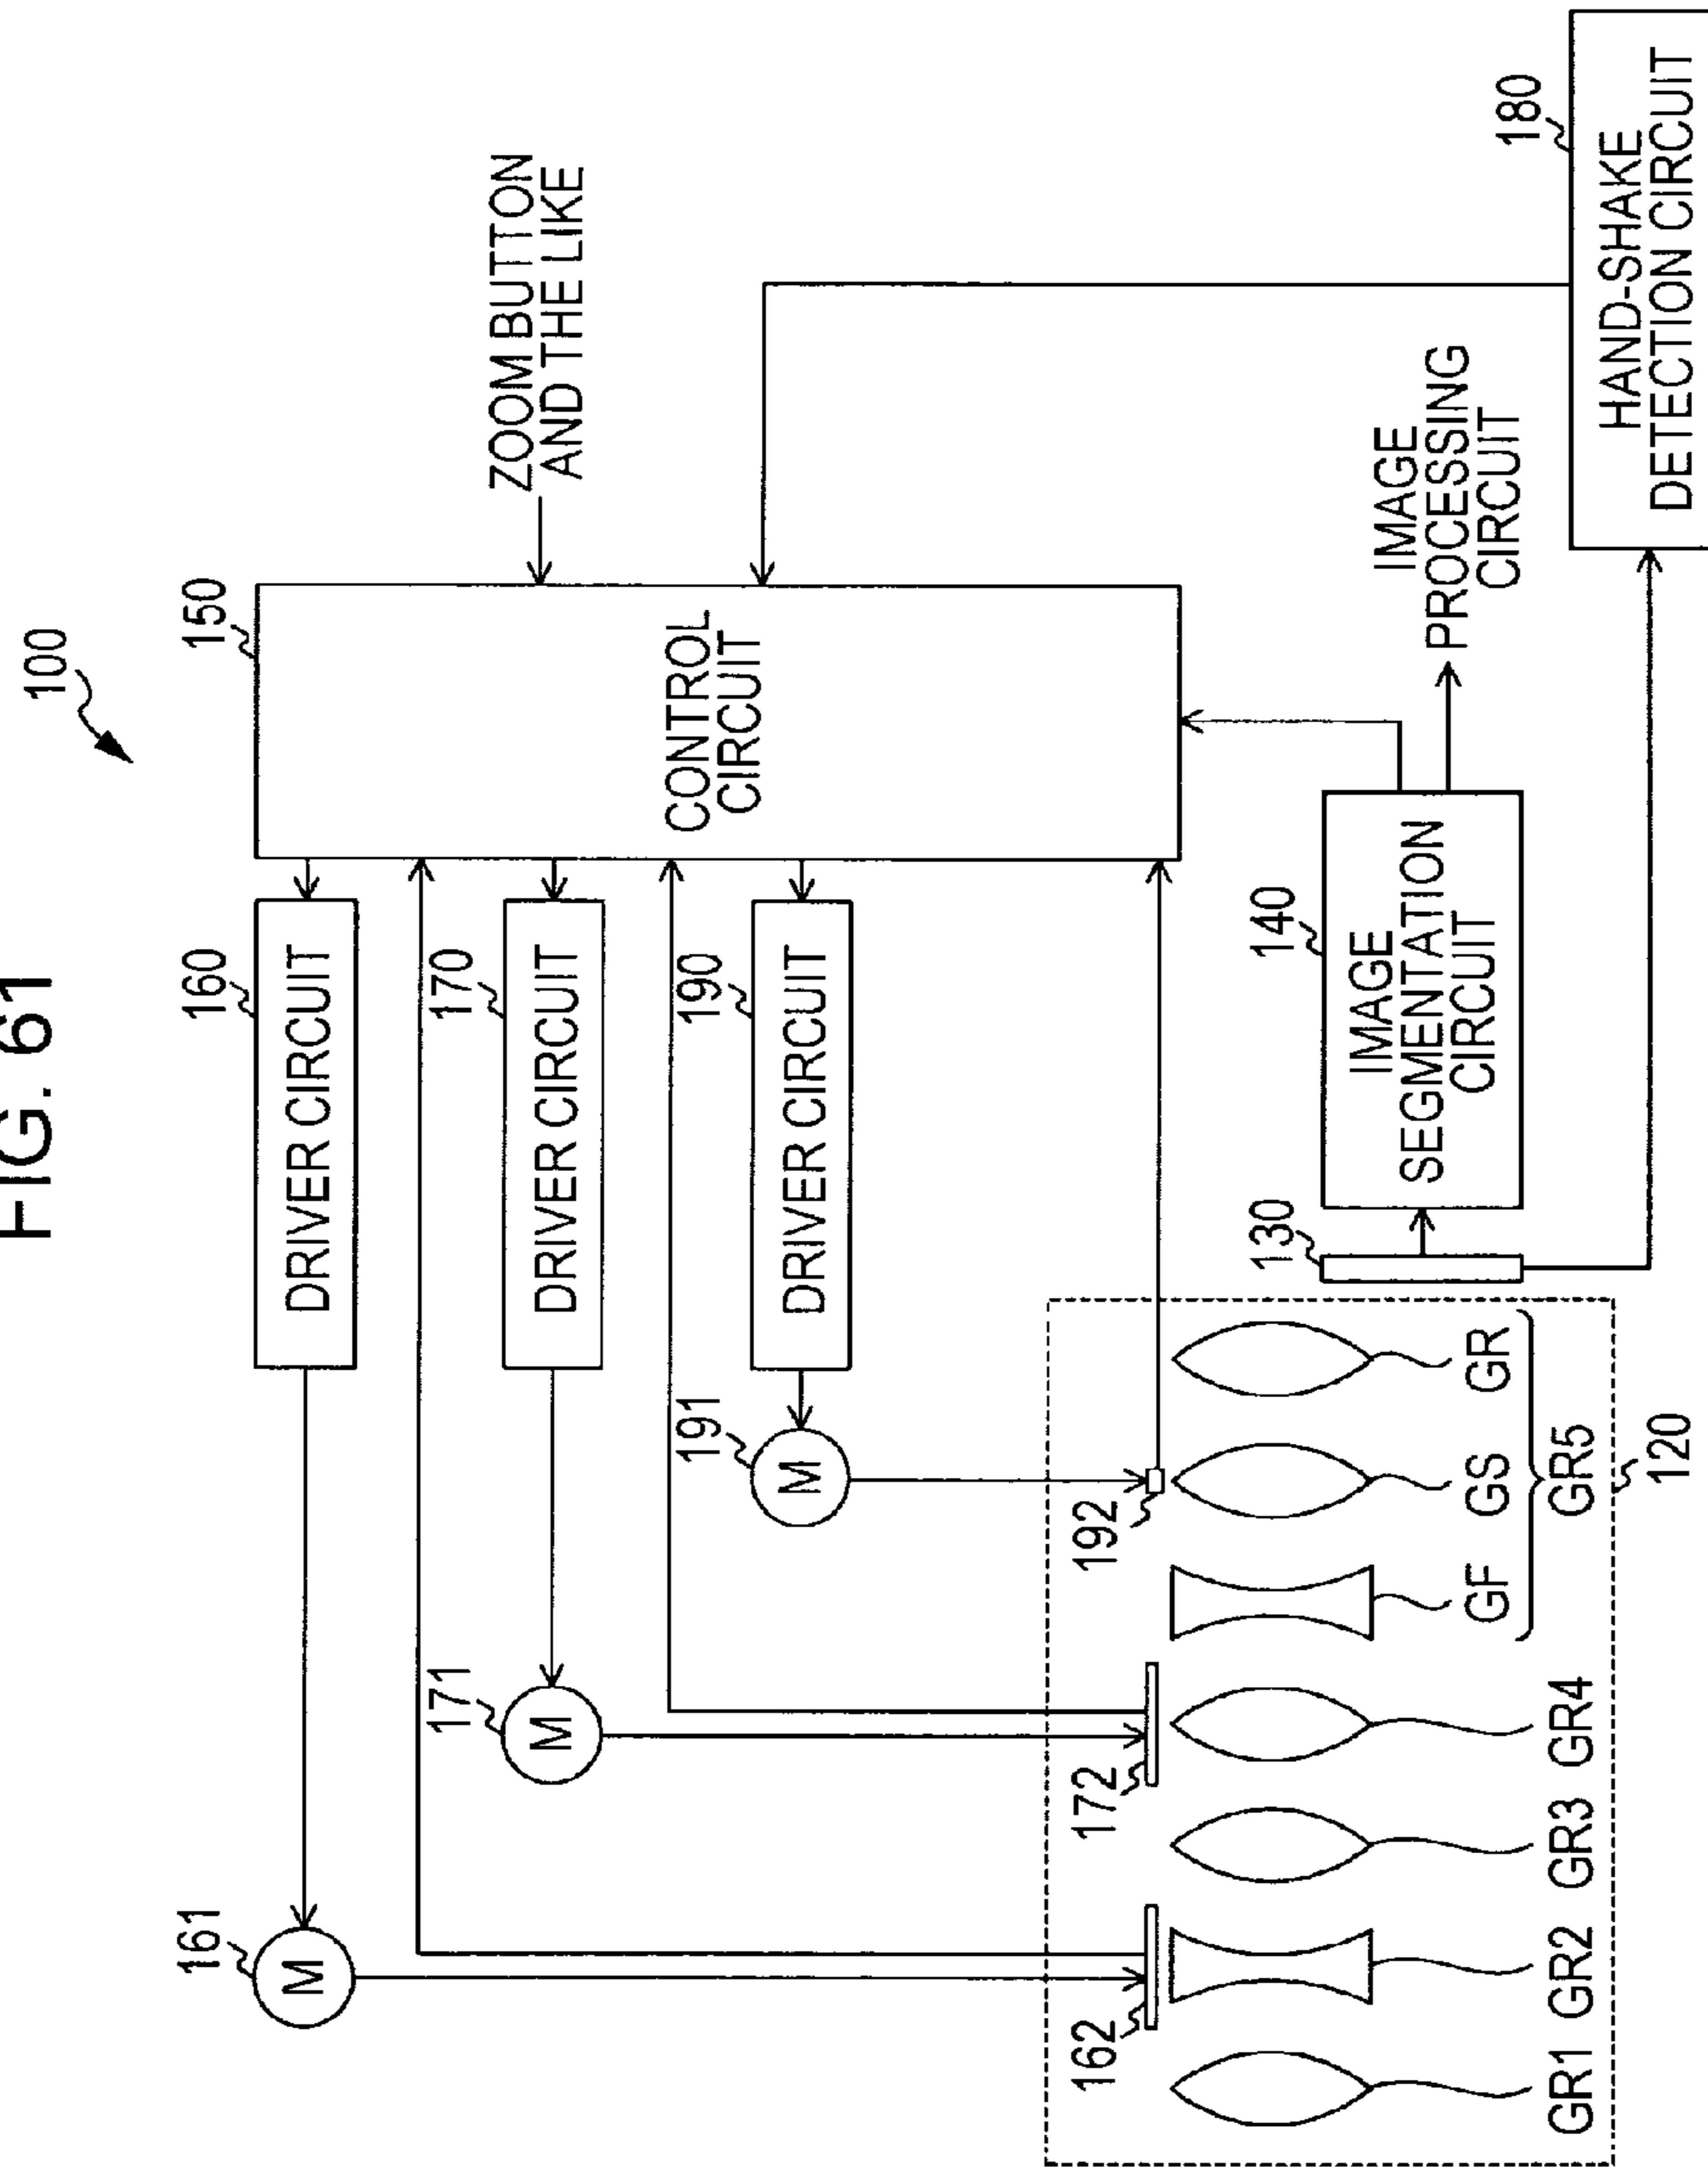 FIG. 61
100
161
M
160
DRIVER CIRCUIT
150
CONTROL
CIRCUIT
ZOOM BUTTON
AND THE LIKE
171
M
170
DRIVER CIRCUIT
191
M
190
DRIVER CIRCUIT
162
172
192
GR1
GR2
GR3
GR4
GF
GS
GR
GR5
120
130
140
IMAGE
SEGMENTATION
CIRCUIT
IMAGE
PROCESSING
CIRCUIT
180
HAND-SHAKE
DETECTION CIRCUIT